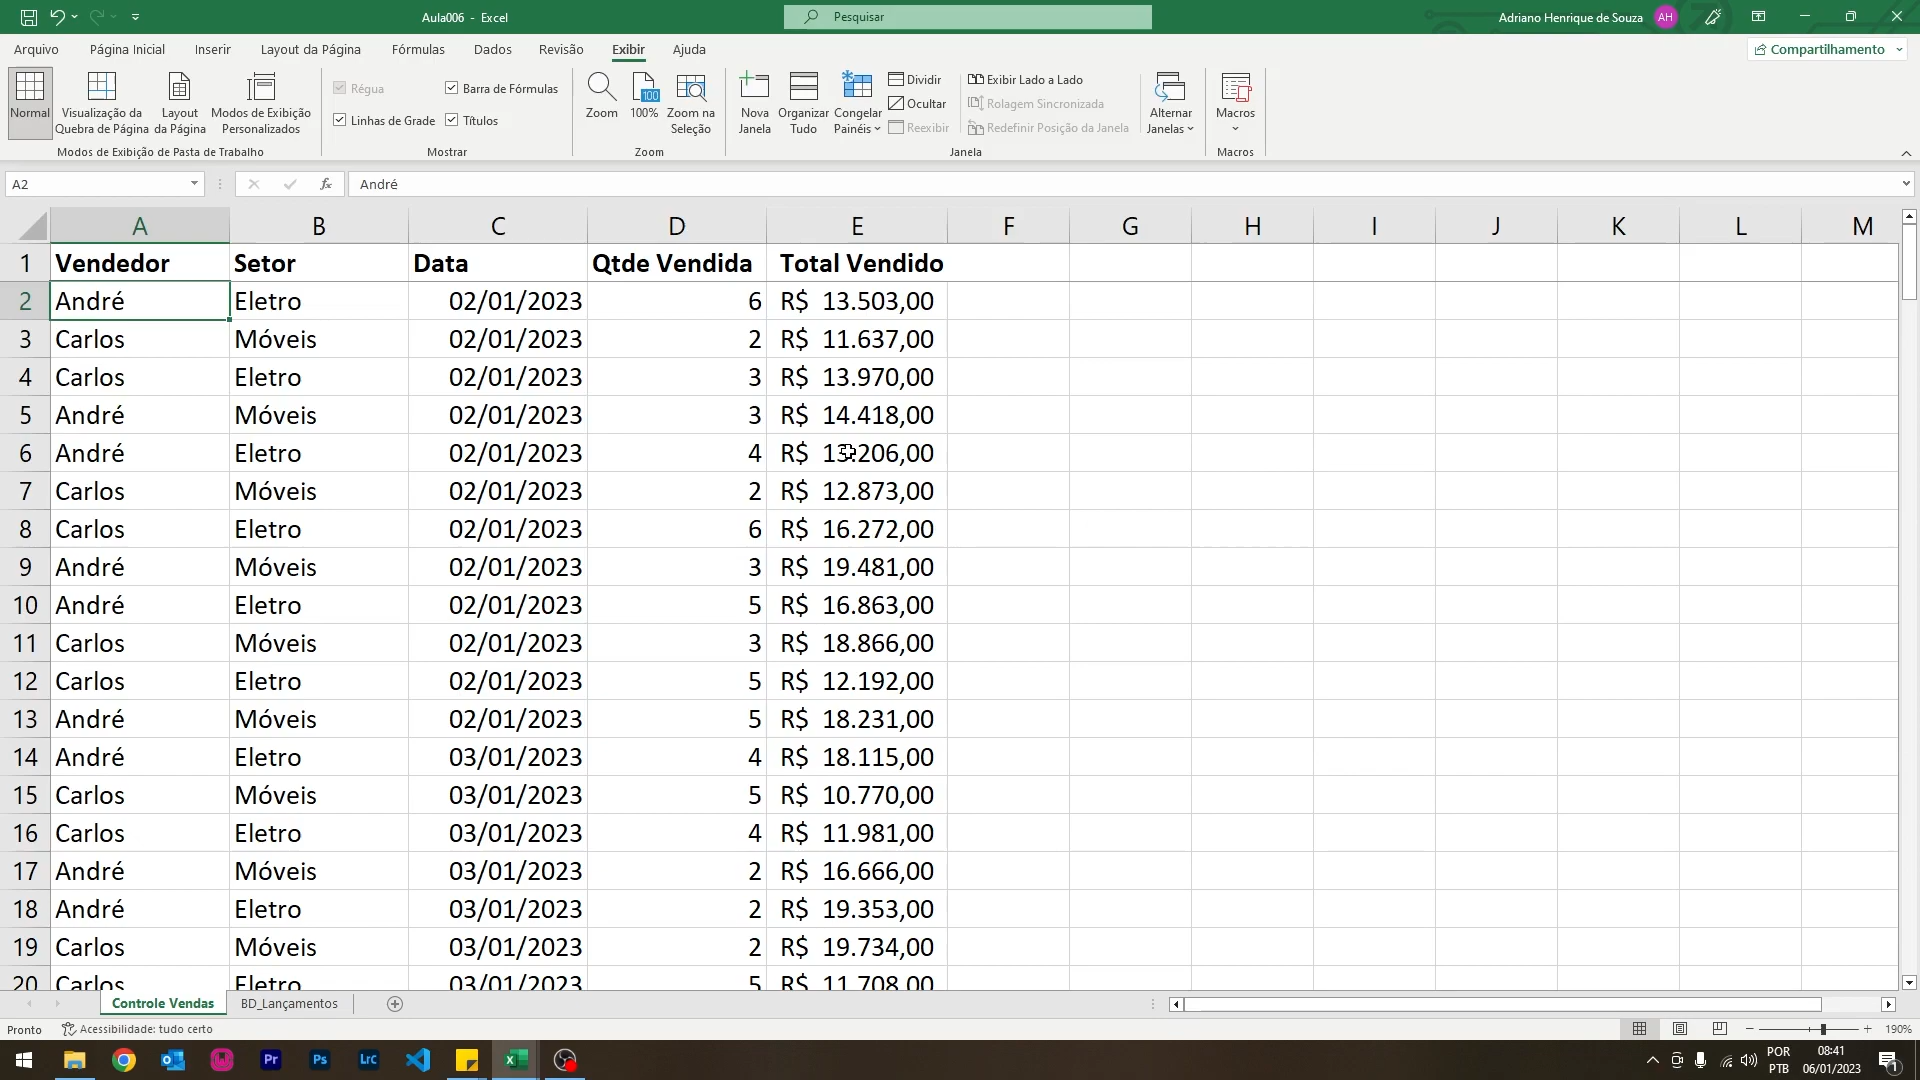 Aula006 - Excel
Pesquisar
Adriano Henrique de Souza
AH
Arquivo Página Inicial Inserir Layout da Página Fórmulas Dados Revisão Exibir Ajuda
Compartilhamento
Normal
Visualização da Quebra de Página
Layout da Página
Modos de Exibição Personalizados
Modos de Exibição de Pasta de Trabalho
Régua
Barra de Fórmulas
Linhas de Grade
Títulos
Mostrar
Zoom
100
100%
Zoom na Seleção
Zoom
Nova Janela
Organizar Tudo
Congelar Painéis
Dividir
Ocultar
Reexibir
Exibir Lado a Lado
Rolagem Sincronizada
Redefinir Posição da Janela
Alternar Janelas
Janela
Macros
Macros
A2
fx
André
A B C D E F G H I J K L M
1 Vendedor Setor Data Qtde Vendida Total Vendido
2 André Eletro 02/01/2023 6 R$ 13.503,00
3 Carlos Móveis 02/01/2023 2 R$ 11.637,00
4 Carlos Eletro 02/01/2023 3 R$ 13.970,00
5 André Móveis 02/01/2023 3 R$ 14.418,00
6 André Eletro 02/01/2023 4 R$ 13.206,00
7 Carlos Móveis 02/01/2023 2 R$ 12.873,00
8 Carlos Eletro 02/01/2023 6 R$ 16.272,00
9 André Móveis 02/01/2023 3 R$ 19.481,00
10 André Eletro 02/01/2023 5 R$ 16.863,00
11 Carlos Móveis 02/01/2023 3 R$ 18.866,00
12 Carlos Eletro 02/01/2023 5 R$ 12.192,00
13 André Móveis 02/01/2023 5 R$ 18.231,00
14 André Eletro 03/01/2023 4 R$ 18.115,00
15 Carlos Móveis 03/01/2023 5 R$ 10.770,00
16 Carlos Eletro 03/01/2023 4 R$ 11.981,00
17 André Móveis 03/01/2023 2 R$ 16.666,00
18 André Eletro 03/01/2023 2 R$ 19.353,00
19 Carlos Móveis 03/01/2023 2 R$ 19.734,00
20 Carlos Eletro 03/01/2023 5 R$ 11.708,00
Controle Vendas BD_Lançamentos
Pronto Acessibilidade: tudo certo
190%
Pr Ps Lrc
POR
PTB
08:41
06/01/2023
1